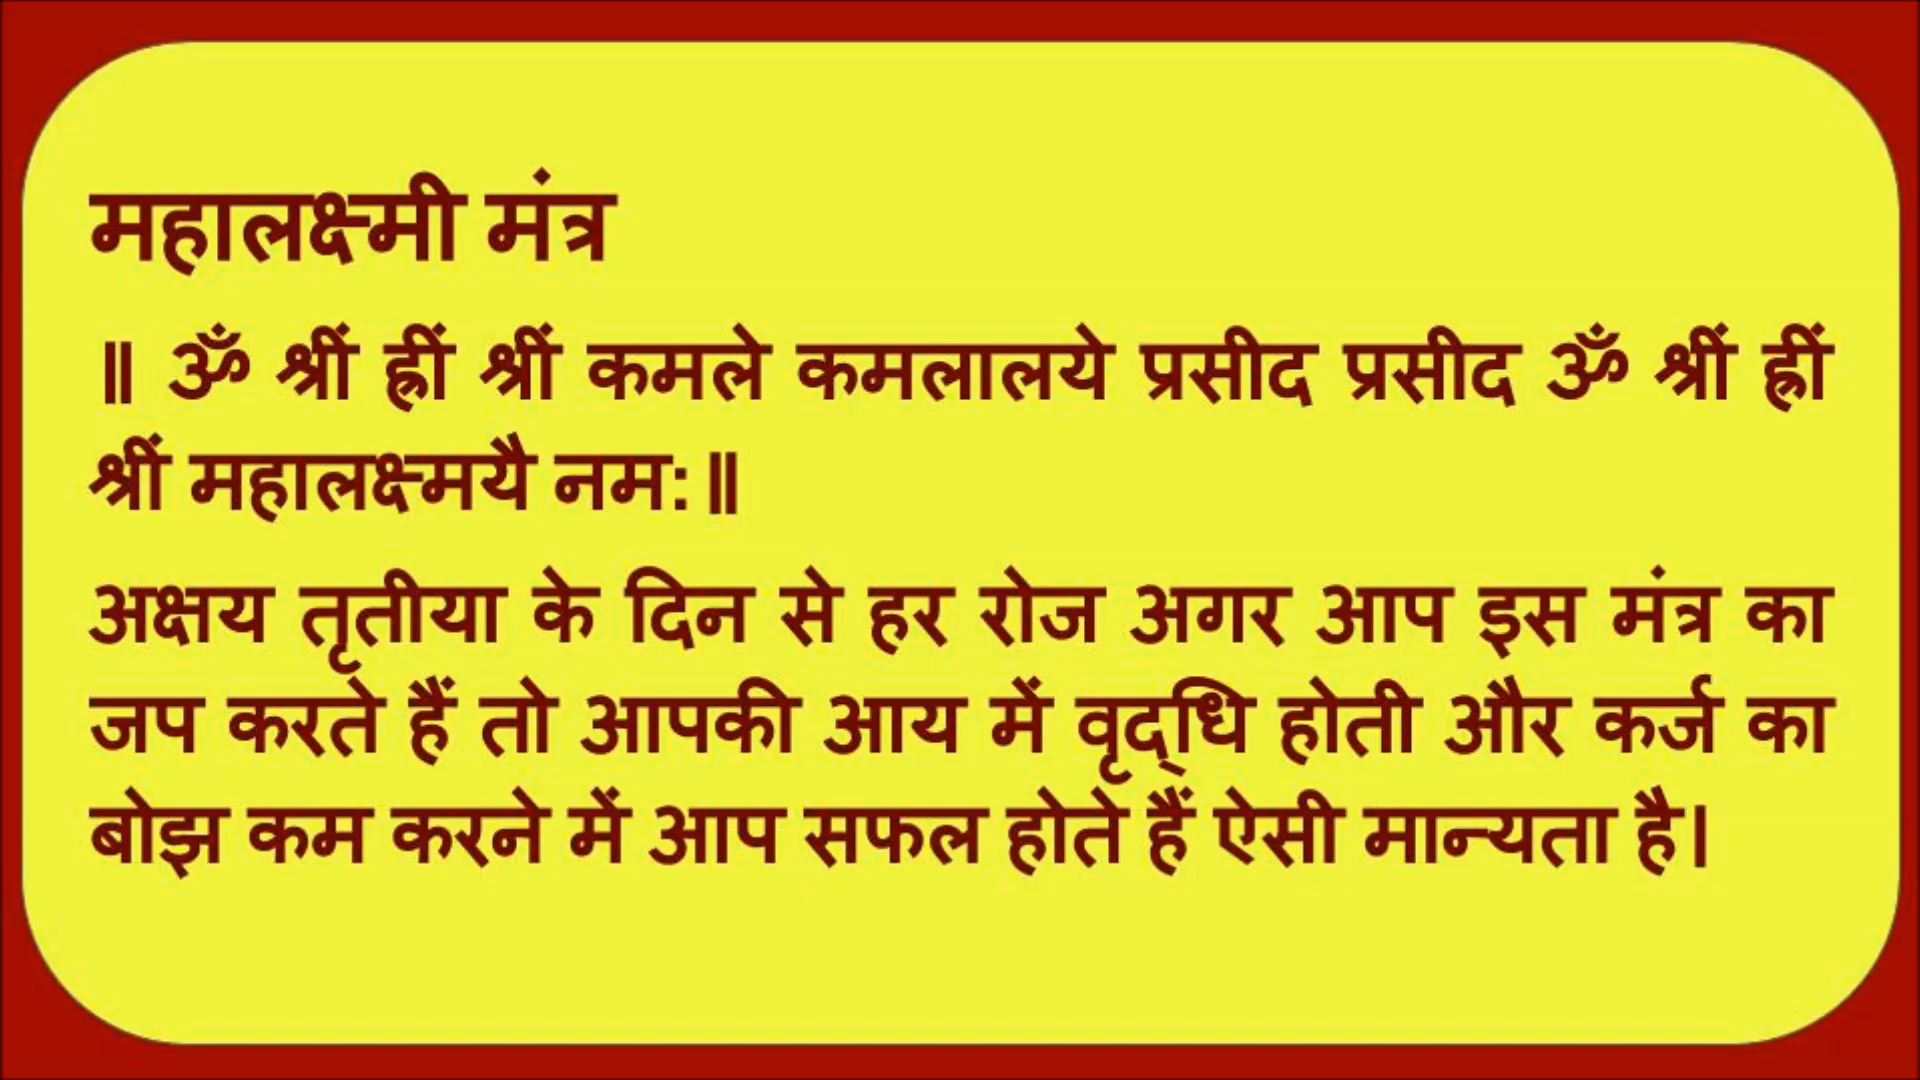 महालक्ष्मी मंत्र
॥ ॐ श्रीं ह्रीं श्रीं कमले कमलालये प्रसीद प्रसीद ॐ श्रीं ह्रीं
श्रीं महालक्ष्मयै नम:॥
अक्षय तृतीया के दिन से हर रोज अगर आप इस मंत्र का
जप करते हैं तो आपकी आय में वृद्धि होती और कर्ज का
बोझ कम करने में आप सफल होते हैं ऐसी मान्यता है।